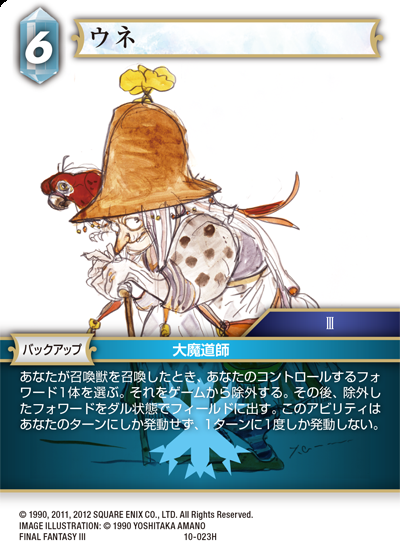 6
ウネ
III
バックアップ
大魔道師
あなたが召喚獣を召喚したとき、あなたのコントロールするフォ
ワード1体を選ぶ。それをゲームから除外する。その後、除外し
たフォワードをダル状態でフィールドに出す。このアビリティは
あなたのターンにしか発動せず、1ターンに1度しか発動しない。
© 1990, 2011, 2012 SQUARE ENIX CO., LTD. All Rights Reserved.
IMAGE ILLUSTRATION: © 1990 YOSHITAKA AMANO
FINAL FANTASY III 10-023H